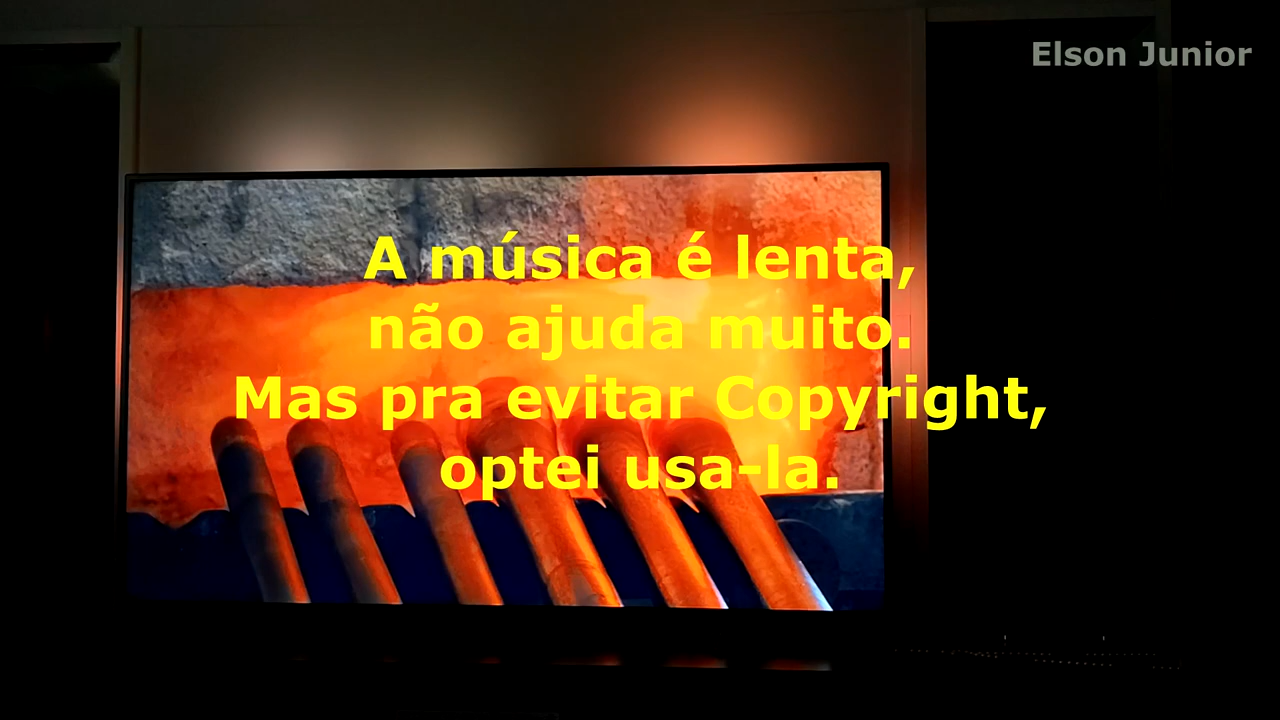 Elson Junior
A música é lenta,
não ajuda muito.
Mas pra evitar Copyright,
optei usa-la.